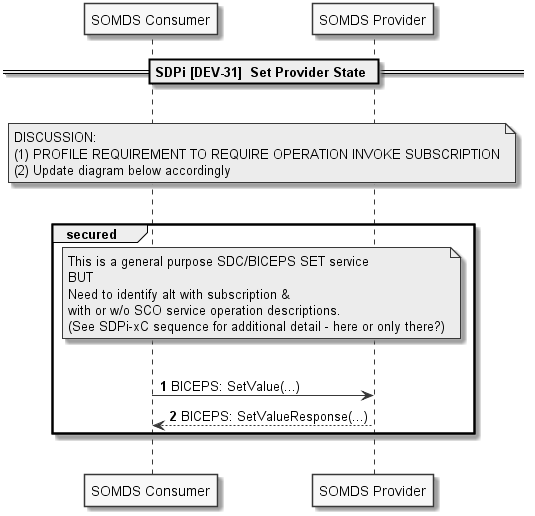 SOMDS Consumer
SOMDS Provider
SDPi [DEV-31]  Set Provider State
DISCUSSION:
(1) PROFILE REQUIREMENT TO REQUIRE OPERATION INVOKE SUBSCRIPTION
(2) Update diagram below accordingly
secured
This is a general purpose SDC/BICEPS SET service
BUT
Need to identify alt with subscription &
with or w/o SCO service operation descriptions.
(See SDPi-xC sequence for additional detail - here or only there?)
1 BICEPS: SetValue(...)
2 BICEPS: SetValueResponse(...)
SOMDS Consumer
SOMDS Provider